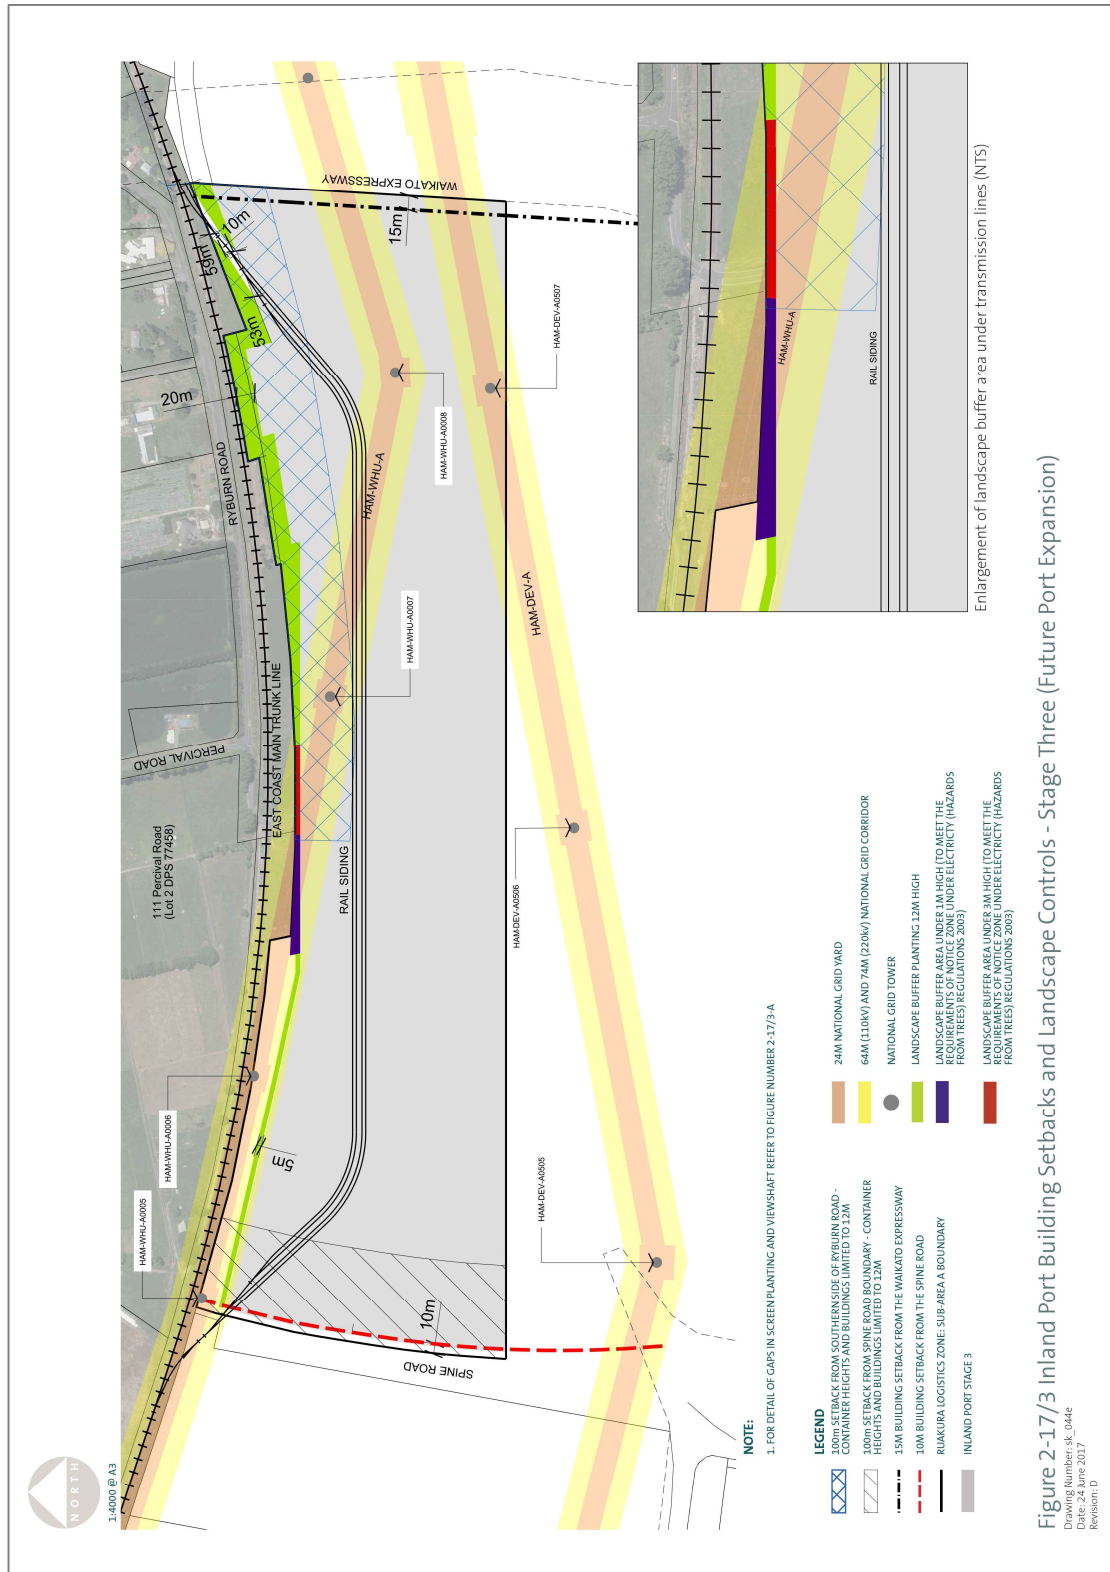 NORTH
1:4000 @ A3
111 Percival Road
(Lot 2 DPS 77458)
PERCIVAL ROAD
RYBURN ROAD
EAST COAST MAIN TRUNK LINE
RAIL SIDING
SPINE ROAD
WAIKATO EXPRESSWAY
HAM-WHU-A0005
HAM-WHU-A0006
HAM-WHU-A0007
HAM-WHU-A0008
HAM-WHU-A
HAM-DEV-A
HAM-DEV-A0505
HAM-DEV-A0506
HAM-DEV-A0507
5m
10m
20m
53m
59m
10m
15m
HAM-WHU-A
RAIL SIDING
Enlargement of landscape buffer area under transmission lines (NTS)
NOTE:
1. FOR DETAIL OF GAPS IN SCREEN PLANTING AND VIEWSHAFT REFER TO FIGURE NUMBER 2-17/3-A
LEGEND
100m SETBACK FROM SOUTHERN SIDE OF RYBURN ROAD -
CONTAINER HEIGHTS AND BUILDINGS LIMITED TO 12M
100m SETBACK FROM SPINE ROAD BOUNDARY - CONTAINER
HEIGHTS AND BUILDINGS LIMITED TO 12M
15M BUILDING SETBACK FROM THE WAIKATO EXPRESSWAY
10M BUILDING SETBACK FROM THE SPINE ROAD
RUAKURA LOGISTICS ZONE: SUB-AREA A BOUNDARY
INLAND PORT STAGE 3
24M NATIONAL GRID YARD
64M (110kV) AND 74M (220kV) NATIONAL GRID CORRIDOR
NATIONAL GRID TOWER
LANDSCAPE BUFFER PLANTING 12M HIGH
LANDSCAPE BUFFER AREA UNDER 1M HIGH (TO MEET THE
REQUIREMENTS OF NOTICE ZONE UNDER ELECTRICTY (HAZARDS
FROM TREES) REGULATIONS 2003)
LANDSCAPE BUFFER AREA UNDER 3M HIGH (TO MEET THE
REQUIREMENTS OF NOTICE ZONE UNDER ELECTRICTY (HAZARDS
FROM TREES) REGULATIONS 2003)
Figure 2-17/3 Inland Port Building Setbacks and Landscape Controls - Stage Three (Future Port Expansion)
Drawing Number: sk_044e
Date: 24 June 2017
Revision: D